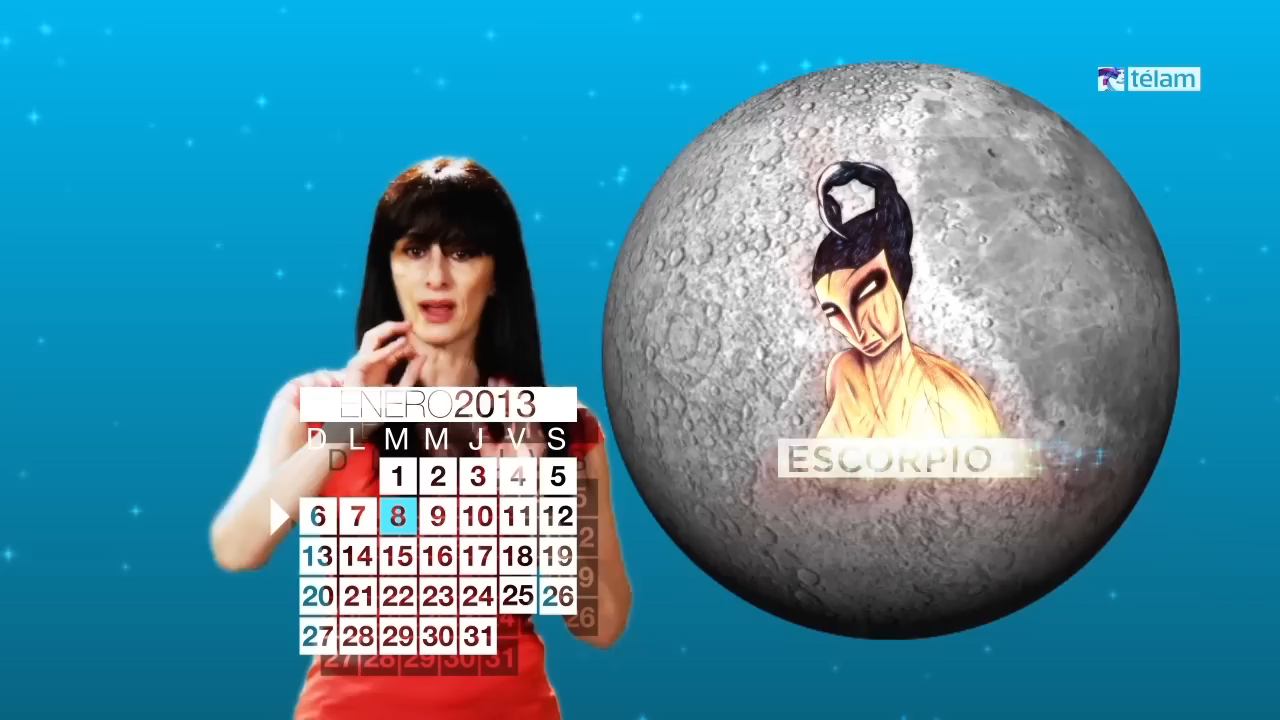 télam
ENERO2013
D L M M J V S
1 2 3 4 5
6 7 8 9 10 11 12
13 14 15 16 17 18 19
20 21 22 23 24 25 26
27 28 29 30 31
ESCORPIO